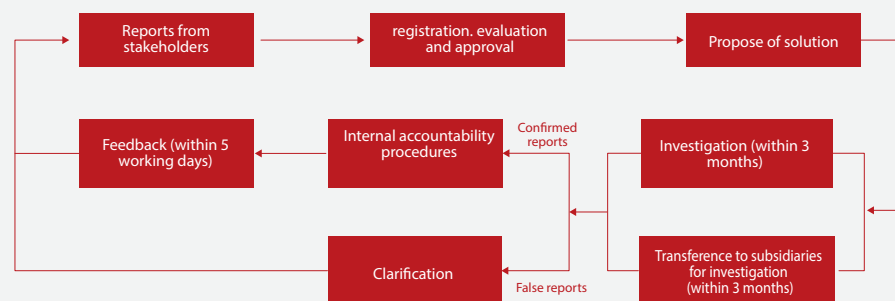 Reports from
stakeholders
registration. evaluation
and approval
Propose of solution
Feedback (within 5
working days)
Internal accountability
procedures
Confirmed
reports
Investigation (within 3
months)
Clarification
False reports
Transference to subsidiaries
for investigation
(within 3 months)